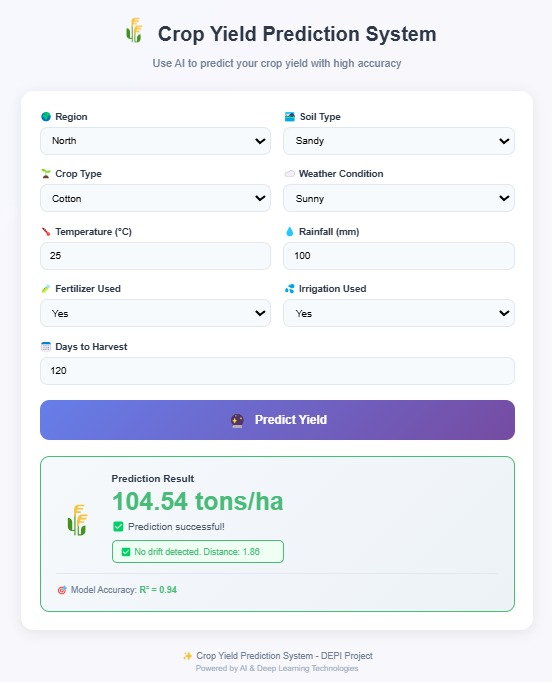 Crop Yield Prediction System
Use AI to predict your crop yield with high accuracy
Region
Soil Type
North
Sandy
Crop Type
Weather Condition
Cotton
Sunny
Temperature (°C)
Rainfall (mm)
25
100
Fertilizer Used
Irrigation Used
Yes
Yes
Days to Harvest
120
Predict Yield
Prediction Result
104.54 tons/ha
Prediction successful!
No drift detected. Distance: 1.86
Model Accuracy: R² = 0.94
Crop Yield Prediction System - DEPI Project
Powered by AI & Deep Learning Technologies